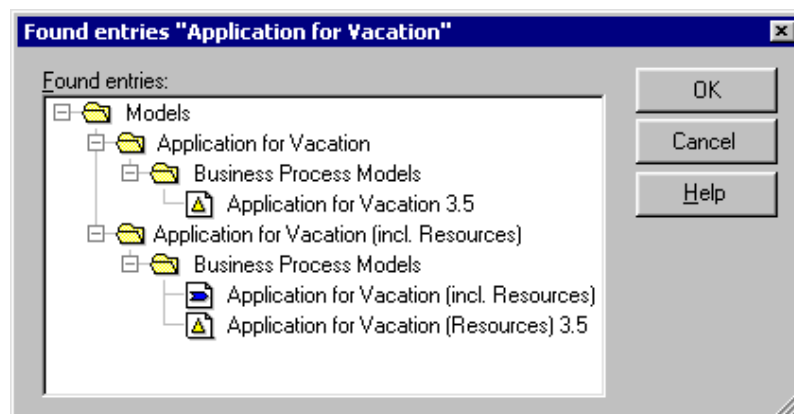 Found entries "Application for Vacation"
Found entries:
OK
Models
Application for Vacation
Cancel
Business Process Models
Help
Application for Vacation 3.5
Application for Vacation (incl. Resources)
Business Process Models
Application for Vacation (incl. Resources)
Application for Vacation (Resources) 3.5